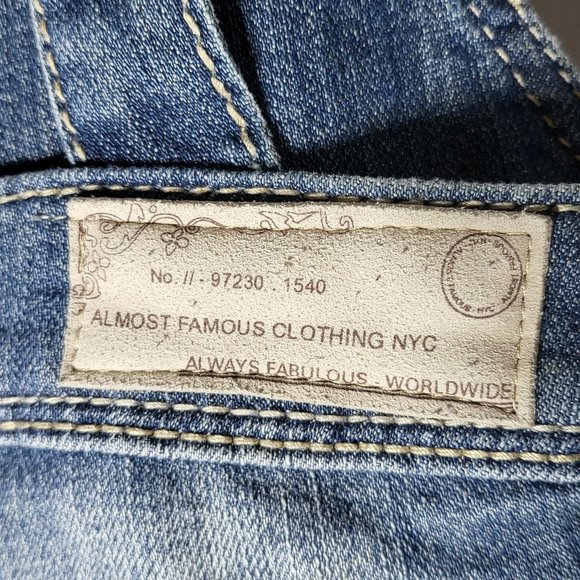 No. // - 97230 . 1540
ALMOST FAMOUS CLOTHING NYC
ALWAYS FABULOUS - WORLDWIDE